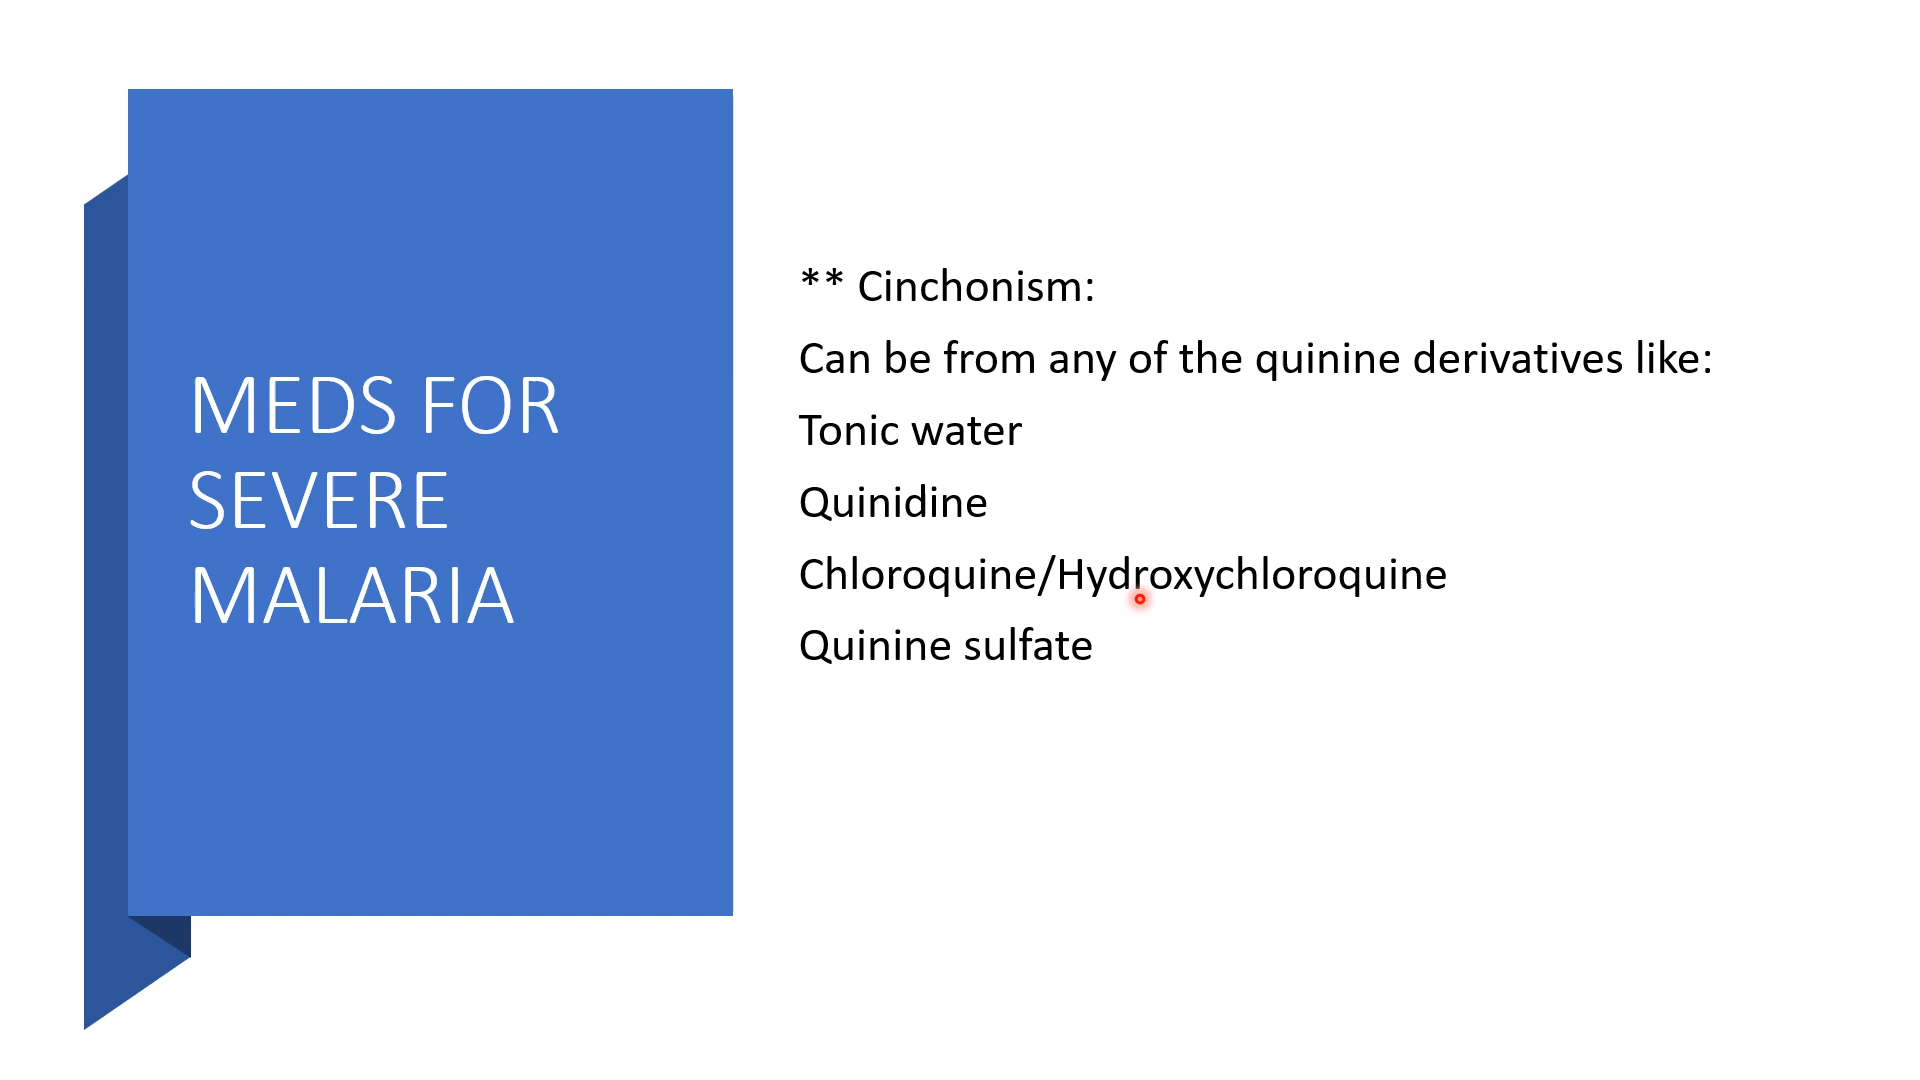 MEDS FOR
SEVERE
MALARIA
** Cinchonism:
Can be from any of the quinine derivatives like:
Tonic water
Quinidine
Chloroquine/Hydroxychloroquine
Quinine sulfate